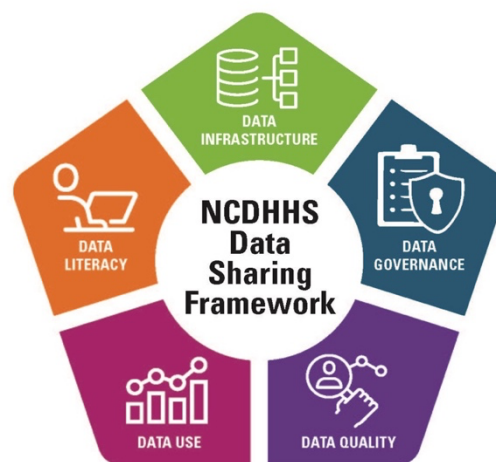 DATA
INFRASTRUCTURE
DATA
LITERACY
NCDHHS
Data
Sharing
Framework
DATA
GOVERNANCE
DATA USE
DATA QUALITY